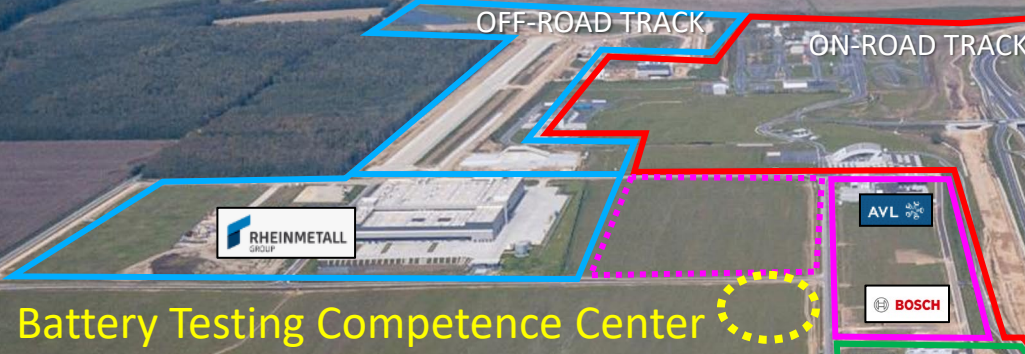 OFF-ROAD TRACK
ON-ROAD TRACK
AVL
RHEINMETALL
GROUP
BOSCH
Battery Testing Competence Center